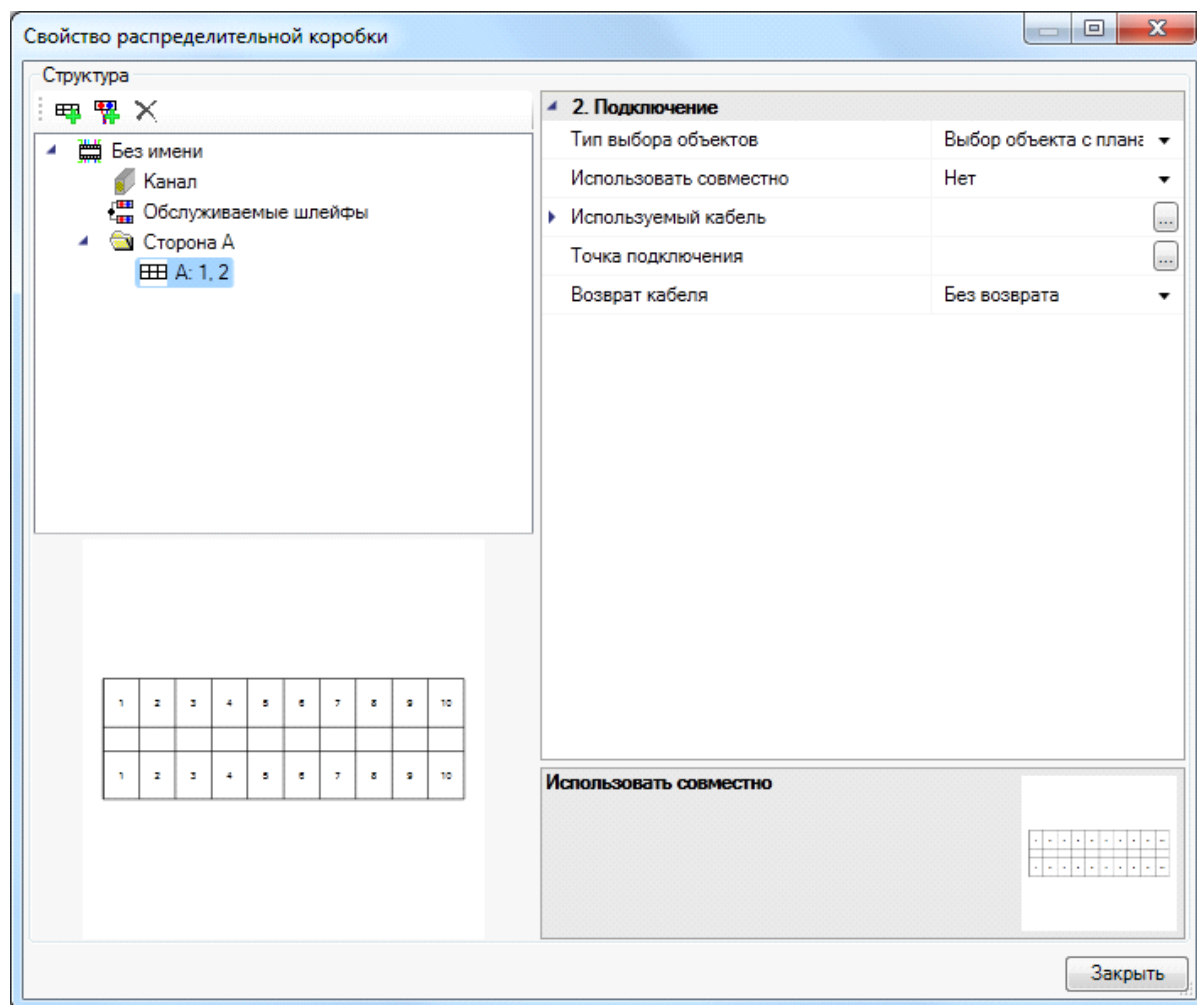 Свойство распределительной коробки
Структура
Без имени
Канал
Обслуживаемые шлейфы
Сторона А
А: 1, 2
2. Подключение
Тип выбора объектов Выбор объекта с плана
Использовать совместно Нет
Используемый кабель ...
Точка подключения ...
Возврат кабеля Без возврата
1 2 3 4 5 6 7 8 9 10
1 2 3 4 5 6 7 8 9 10
Использовать совместно
Закрыть